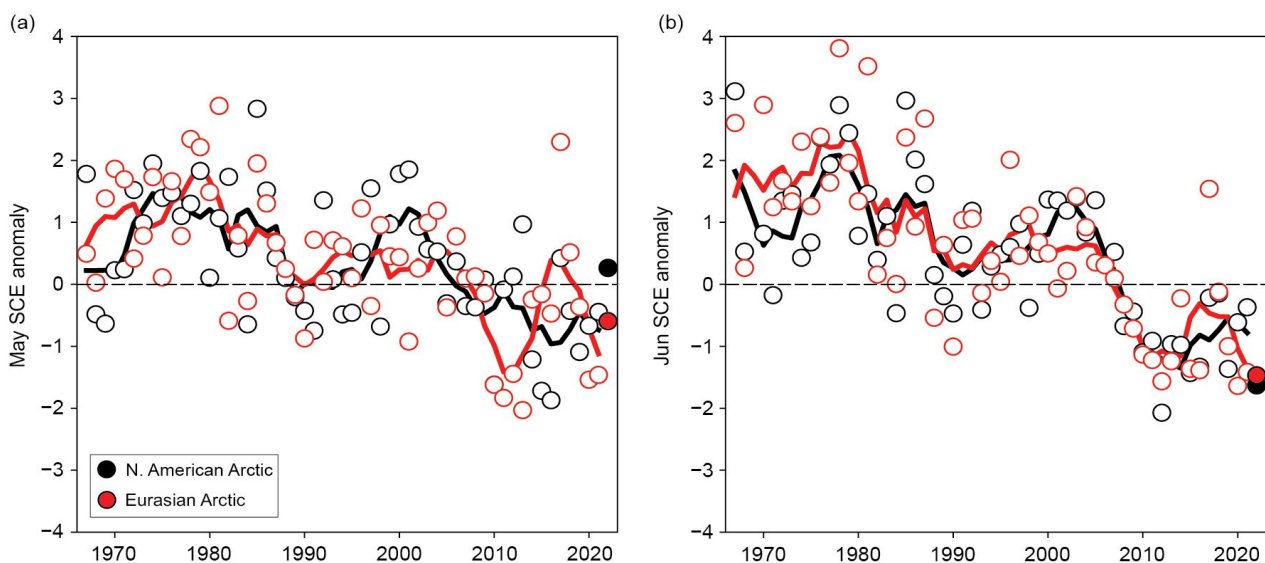 (a)
May SCE anomaly
4
3
2
1
0
−1
−2
−3
−4
N. American Arctic
Eurasian Arctic
1970 1980 1990 2000 2010 2020
(b)
Jun SCE anomaly
4
3
2
1
0
−1
−2
−3
−4
1970 1980 1990 2000 2010 2020